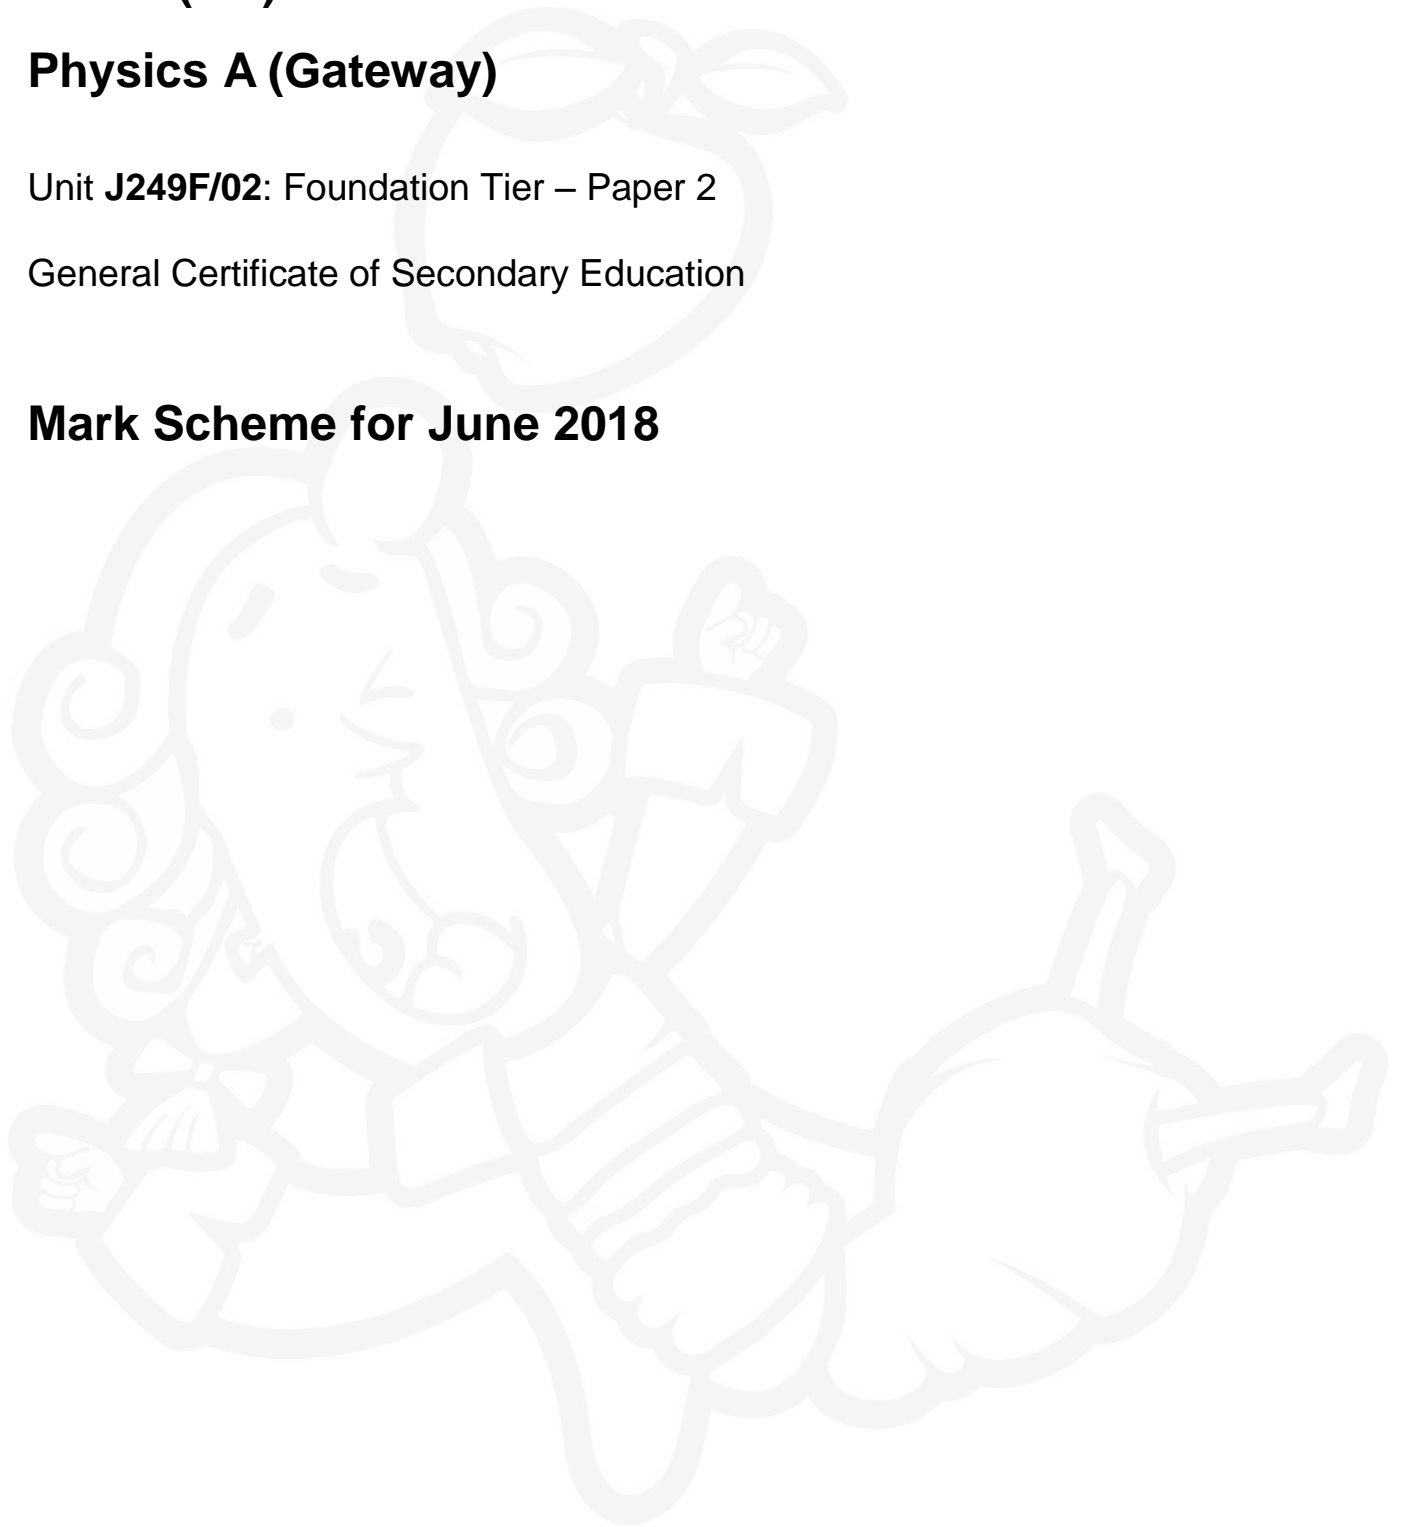 Physics A (Gateway)
Unit J249F/02: Foundation Tier – Paper 2
General Certificate of Secondary Education
Mark Scheme for June 2018